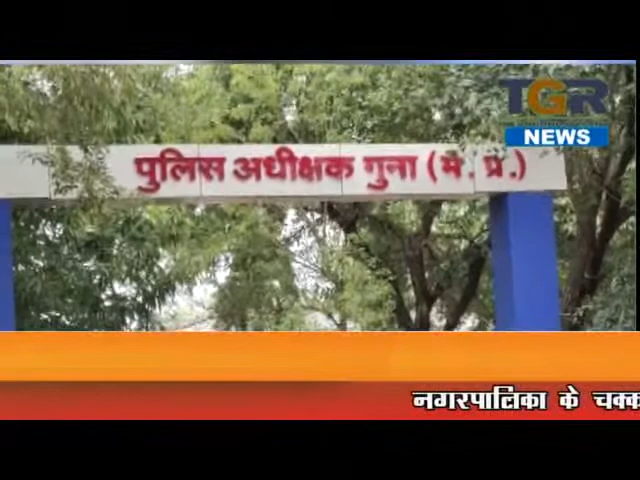 TGR
NEWS
पुलिस अधीक्षक गुना (म. प्र.)
नगरपालिका के